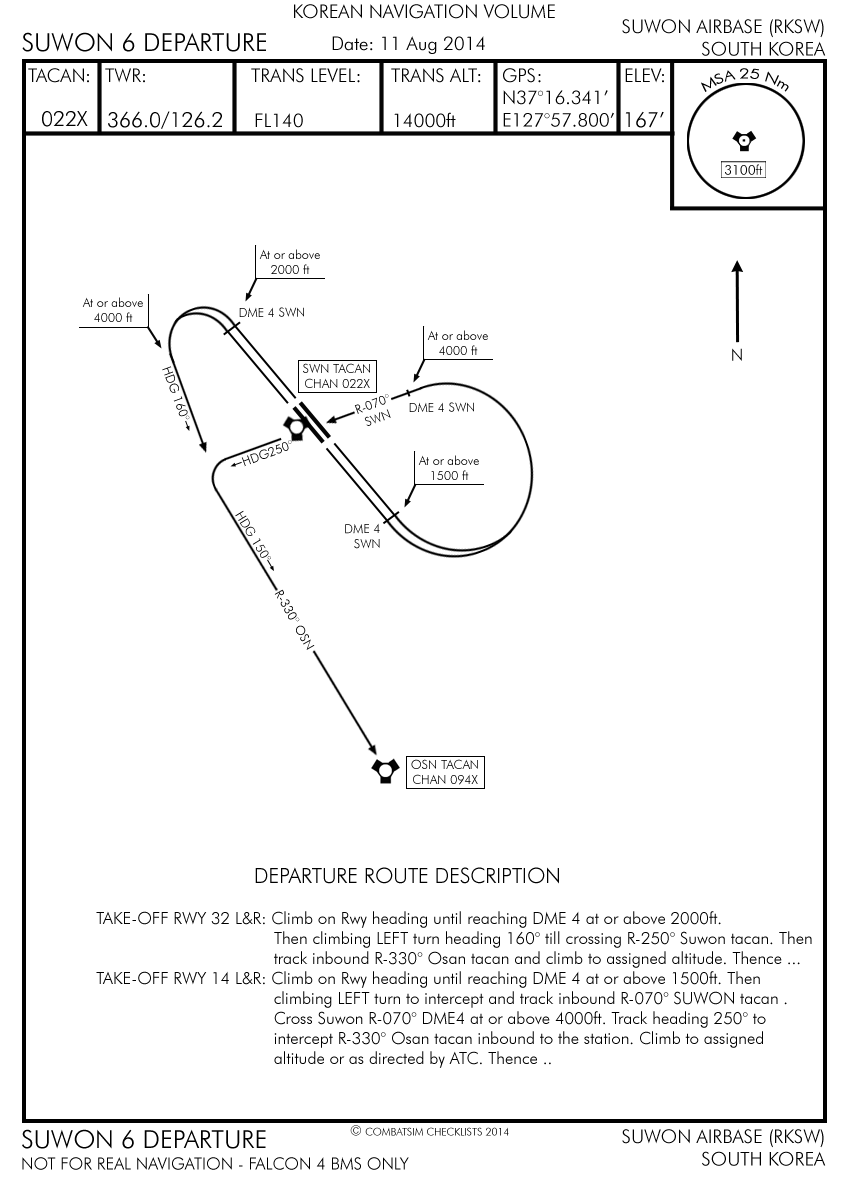 KOREAN NAVIGATION VOLUME
SUWON 6 DEPARTURE
Date: 11 Aug 2014
SUWON AIRBASE (RKSW)
SOUTH KOREA
TACAN:
022X
TWR:
366.0/126.2
TRANS LEVEL:
FL140
TRANS ALT:
14000ft
GPS:
N37°16.341’
E127°57.800’
ELEV:
167’
MSA 25 Nm
3100ft
At or above
2000 ft
At or above
4000 ft
DME 4 SWN
At or above
4000 ft
N
SWN TACAN
CHAN 022X
HDG 160°
R-070°
SWN
DME 4 SWN
HDG250°
At or above
1500 ft
DME 4
SWN
HDG 150°
R-330° OSN
OSN TACAN
CHAN 094X
DEPARTURE ROUTE DESCRIPTION
TAKE-OFF RWY 32 L&R: Climb on Rwy heading until reaching DME 4 at or above 2000ft.
Then climbing LEFT turn heading 160° till crossing R-250° Suwon tacan. Then
track inbound R-330° Osan tacan and climb to assigned altitude. Thence ...
TAKE-OFF RWY 14 L&R: Climb on Rwy heading until reaching DME 4 at or above 1500ft. Then
climbing LEFT turn to intercept and track inbound R-070° SUWON tacan .
Cross Suwon R-070° DME4 at or above 4000ft. Track heading 250° to
intercept R-330° Osan tacan inbound to the station. Climb to assigned
altitude or as directed by ATC. Thence ..
SUWON 6 DEPARTURE
© COMBATSIM CHECKLISTS 2014
SUWON AIRBASE (RKSW)
NOT FOR REAL NAVIGATION - FALCON 4 BMS ONLY
SOUTH KOREA